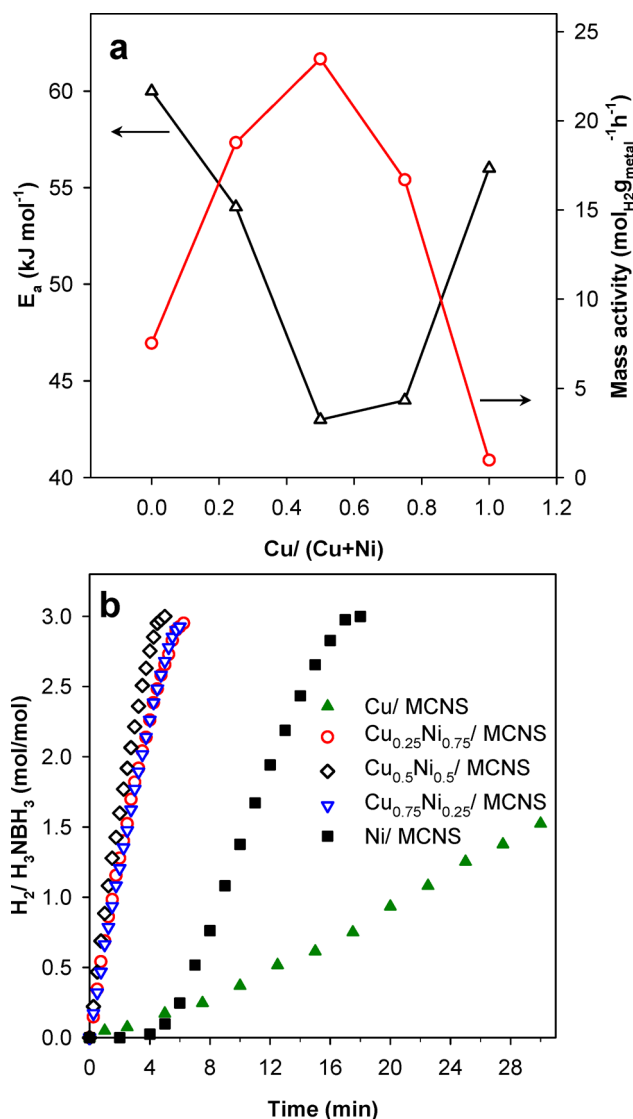 a
60
55
50
45
40
E_a (kJ mol⁻¹)
25
20
15
10
5
0
Mass activity (mol_H2 g_metal⁻¹h⁻¹)
0.0 0.2 0.4 0.6 0.8 1.0 1.2
Cu/ (Cu+Ni)
b
3.0
2.5
2.0
1.5
1.0
0.5
0.0
H₂/ H₃NBH₃ (mol/mol)
Cu/ MCNS
Cu₀.₂₅Ni₀.₇₅/ MCNS
Cu₀.₅Ni₀.₅/ MCNS
Cu₀.₇₅Ni₀.₂₅/ MCNS
Ni/ MCNS
0 4 8 12 16 20 24 28
Time (min)